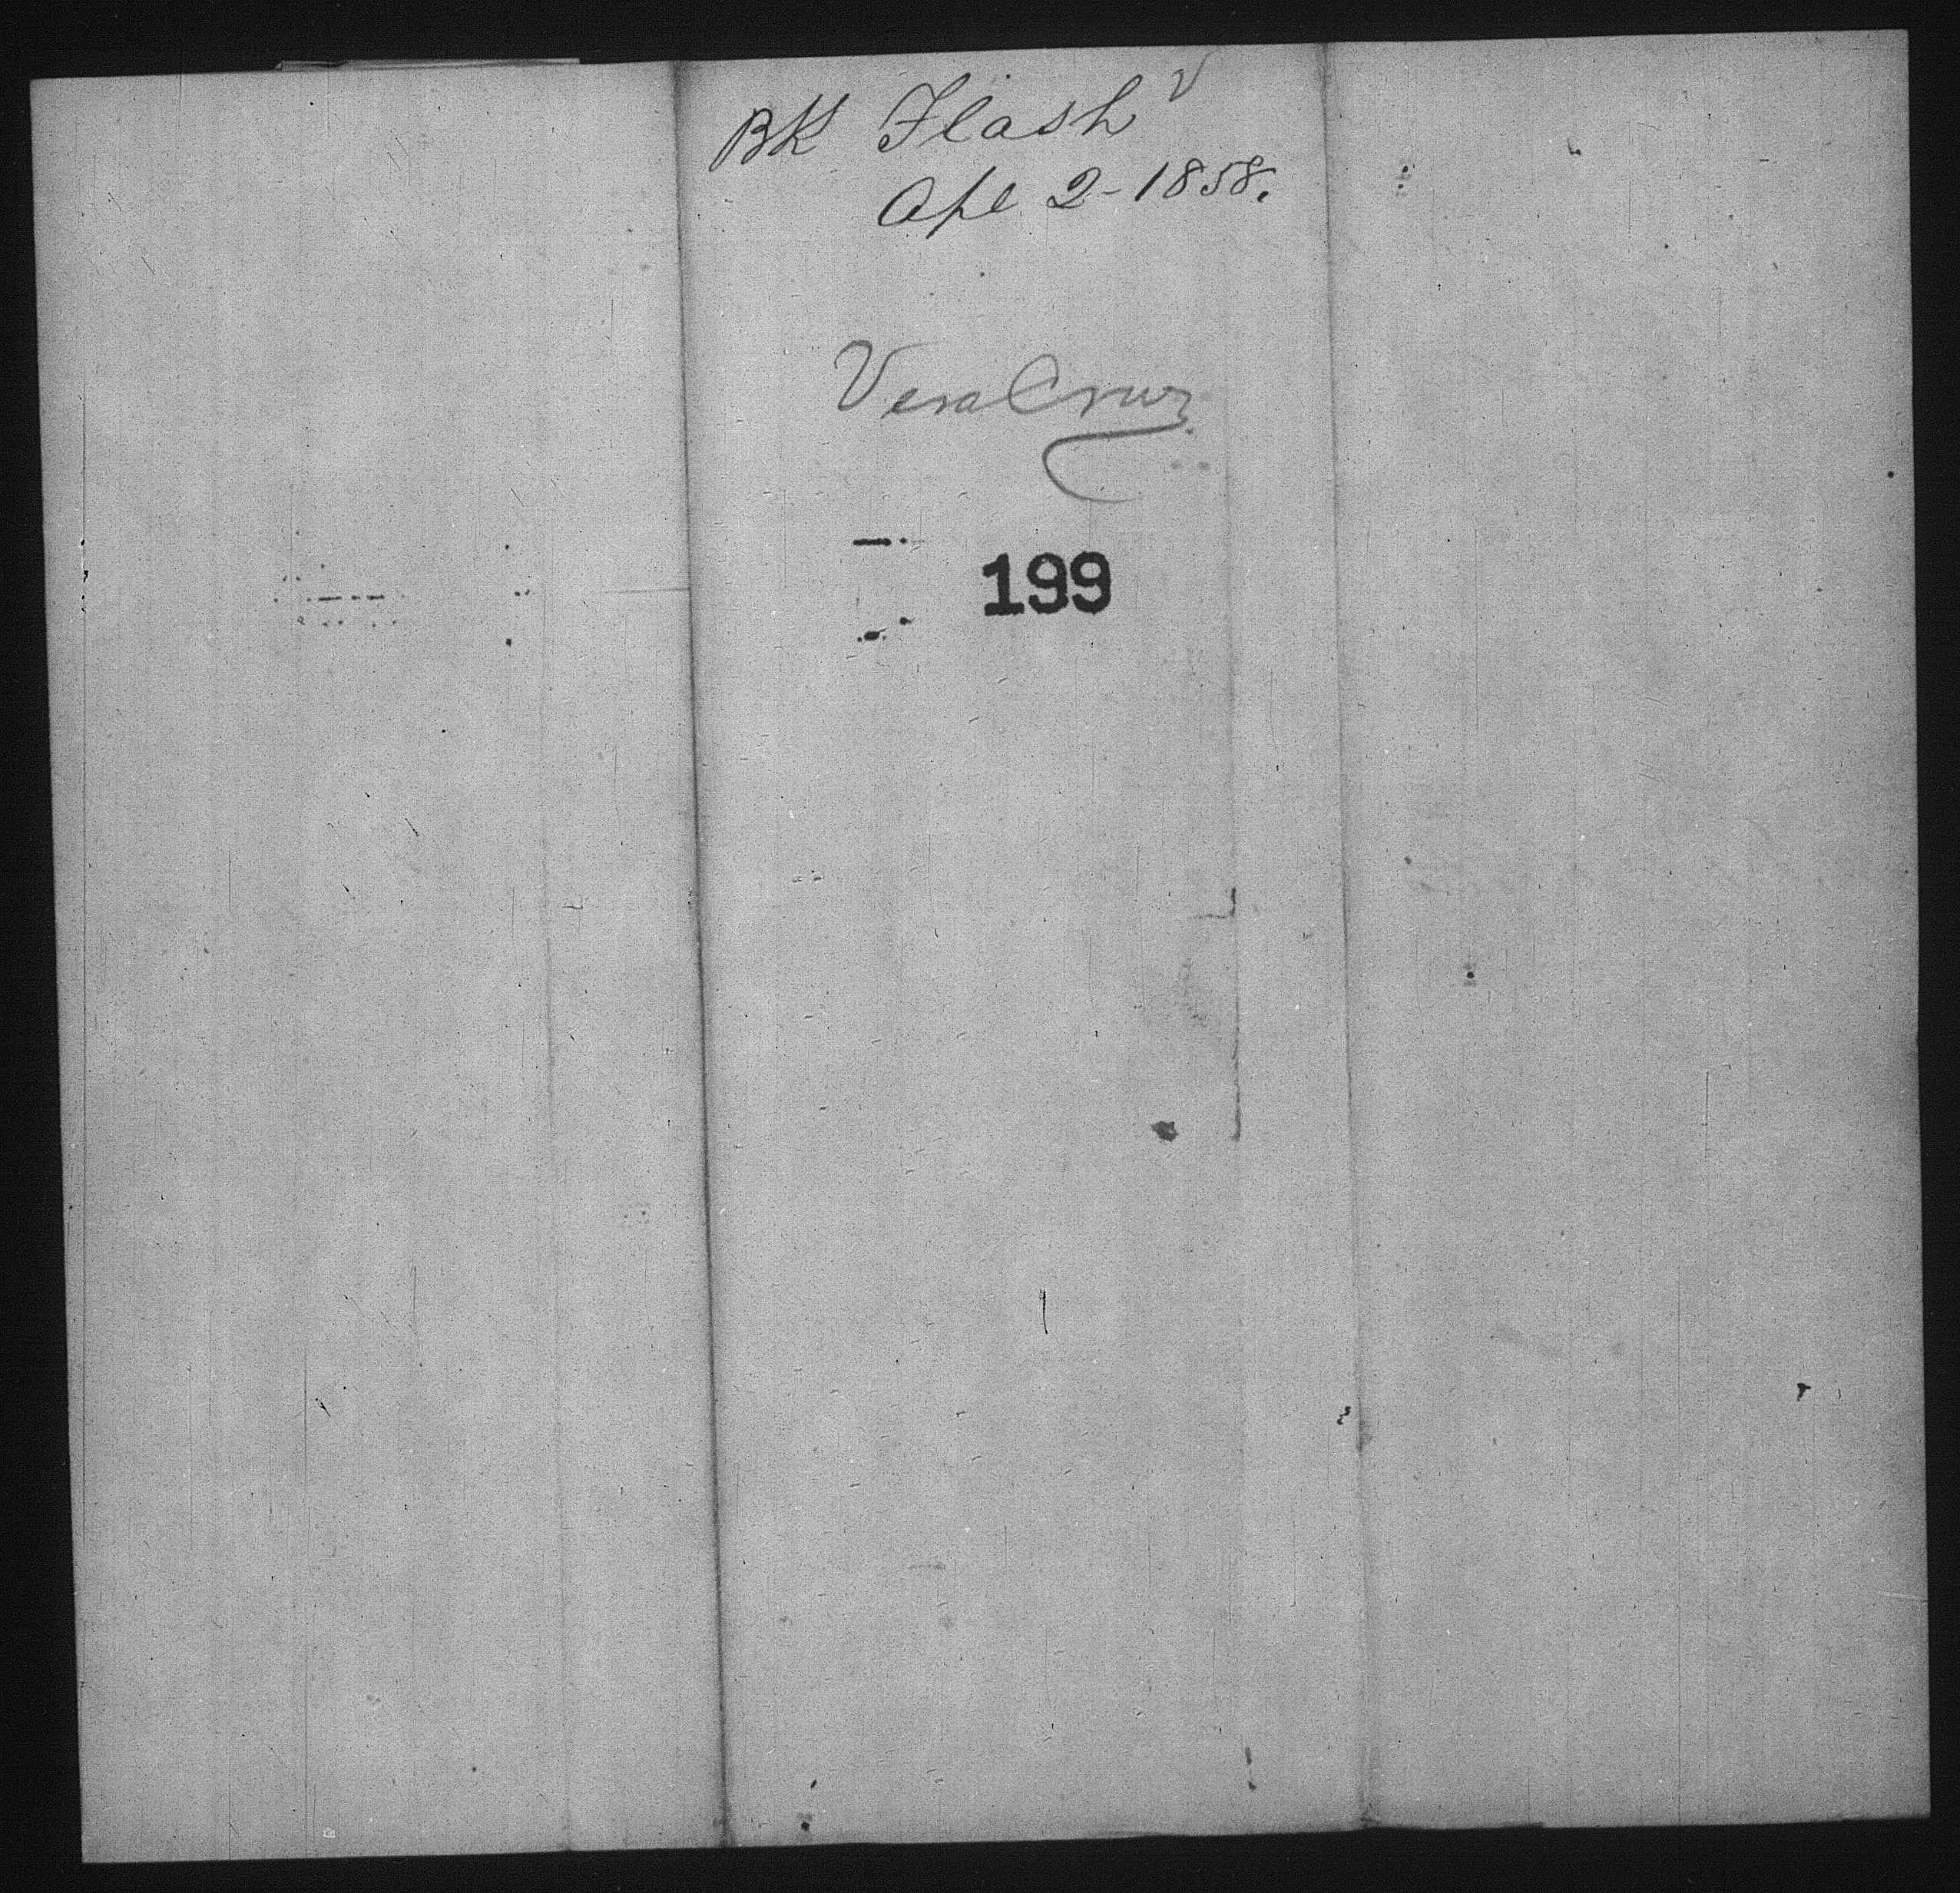 BK Flash
Apl 2-1858.
Vera Cruz
199